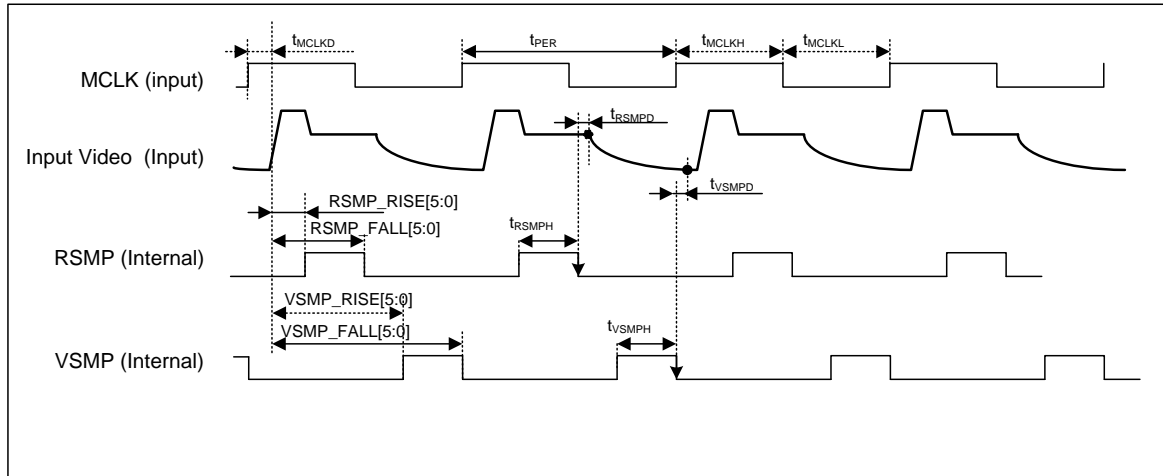 tMCLKD
tPER
tMCLKH
tMCLKL
MCLK (input)
tRSMPD
Input Video (Input)
tVSMPD
RSMP_RISE[5:0]
RSMP_FALL[5:0]
tRSMPH
RSMP (Internal)
VSMP_RISE[5:0]
VSMP_FALL[5:0]
tVSMPH
VSMP (Internal)